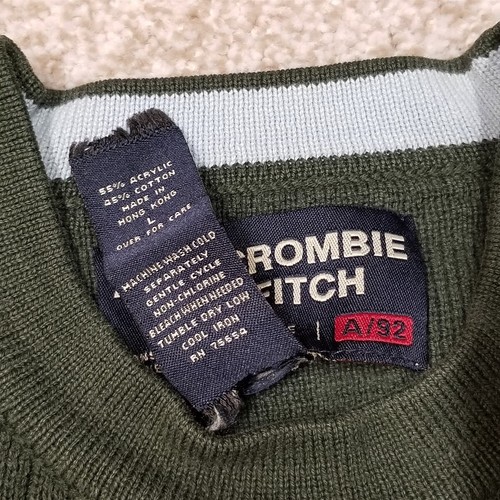 55% ACRYLIC
45% COTTON
MADE IN
HONG KONG
L
OVER FOR CARE
MACHINE WASH COLD
SEPARATELY
GENTLE CYCLE
NON-CHLORINE
BLEACH WHEN NEEDED
TUMBLE DRY LOW
COOL IRON
RN 75654
CROMBIE
FITCH
E | A/92